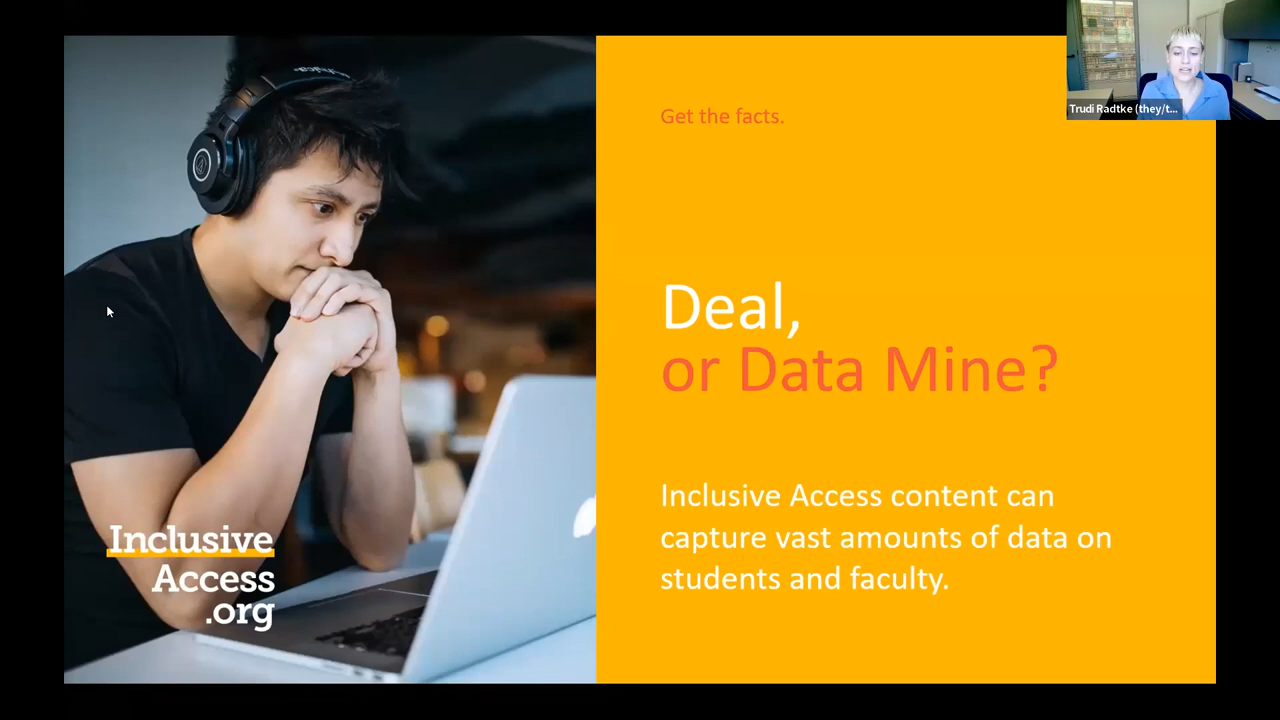 Get the facts.
Trudi Radtke (they/t...
Deal,
or Data Mine?
Inclusive Access content can
capture vast amounts of data on
students and faculty.
Inclusive
Access
.org